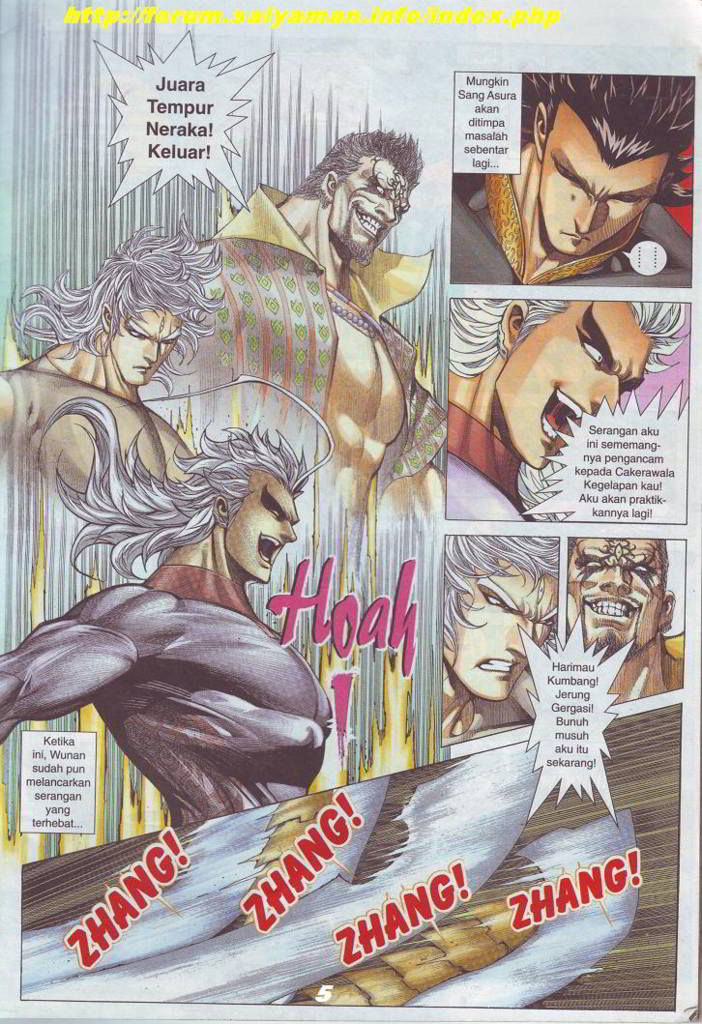 http://farum.saiyaman.info/index.php
Juara
Tempur
Neraka!
Keluar!
Mungkin
Sang Asura
akan
ditimpa
masalah
sebentar
lagi...
Serangan aku
ini sememang-
nya pengancam
kepada Cakerawala
Kegelapan kau!
Aku akan praktik-
kannya lagi!
Hoah
!
Harimau
Kumbang!
Jerung
Gergasi!
Bunuh
musuh
aku itu
sekarang!
Ketika
ini, Wunan
sudah pun
melancarkan
serangan
yang
terhebat...
ZHANG!
ZHANG!
ZHANG!
ZHANG!
5